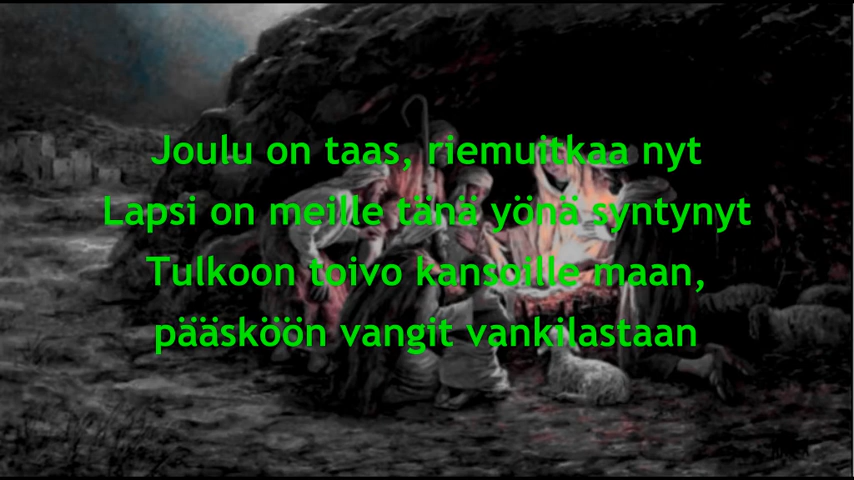 Joulu on taas, riemuitkaa nyt
Lapsi on meille tänä yönä syntynyt
Tulkoon toivo kansoille maan,
pääsköön vangit vankilastaan